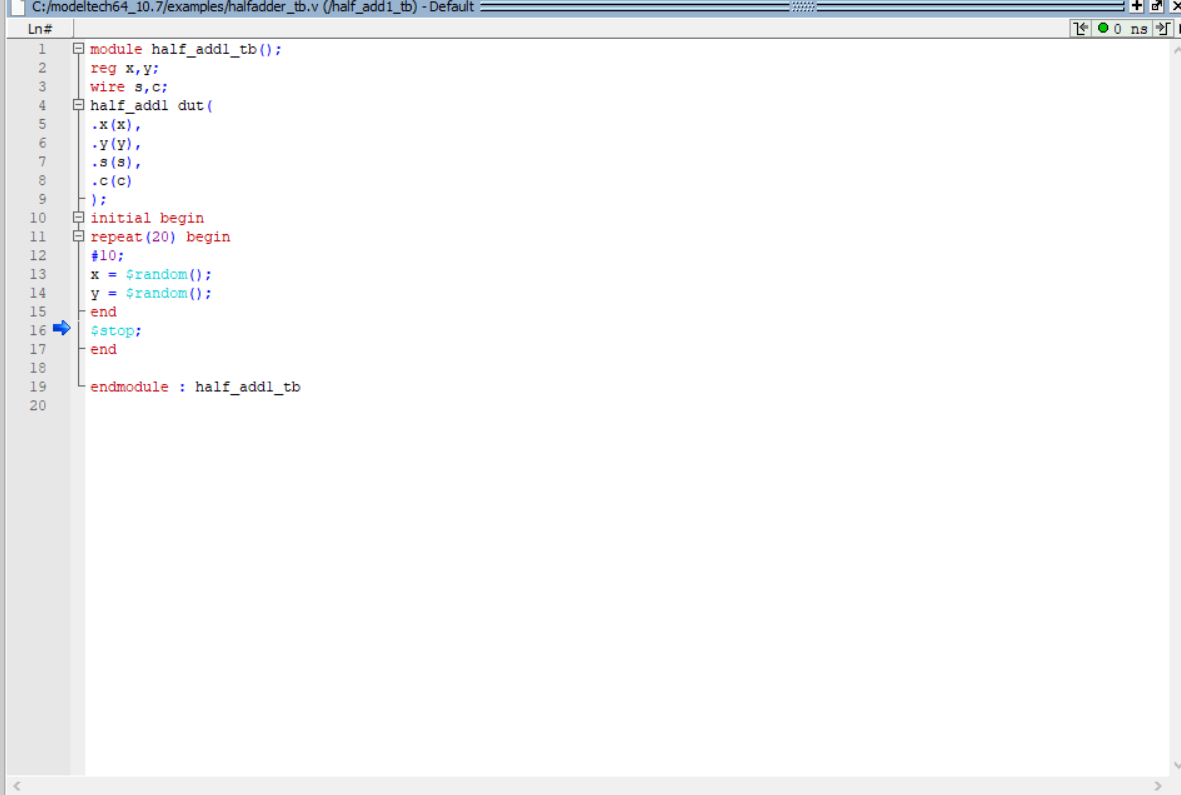 C:/modeltech64_10.7/examples/halfadder_tb.v (/half_add1_tb) - Default
Ln#
0 ns
1 module half_add1_tb();
2 reg x,y;
3 wire s,c;
4 half_add1 dut(
5 .x(x),
6 .y(y),
7 .s(s),
8 .c(c)
9 );
10 initial begin
11 repeat(20) begin
12 #10;
13 x = $random();
14 y = $random();
15 end
16 $stop;
17 end
18
19 endmodule : half_add1_tb
20